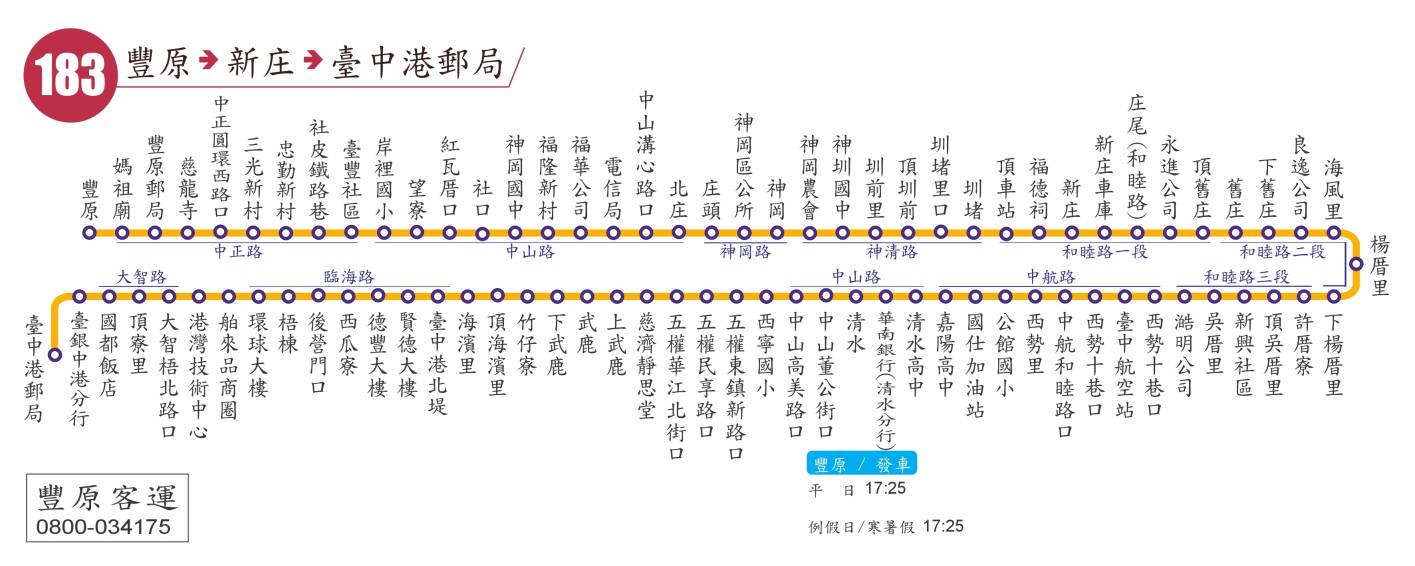 183 豐原➔新庄➔臺中港郵局
豐原
媽祖廟
豐原郵局
慈龍寺
中正圓環西路口
三光新村
忠勤新村
社皮鐵路巷
臺豐社區
岸裡國小
望寮
紅瓦厝口
社口
神岡國中
福隆新村
福華公司
電信局
中山溝心路口
北庄
庄頭
神岡區公所
神岡
神岡農會
神圳國中
圳前里
頂圳前
圳堵里口
圳堵
頂車站
福德祠
新庄
新庄車庫
庄尾(和睦路)
永進公司
頂舊庄
舊庄
下舊庄
良逸公司
海風里
楊厝里
中正路
中山路
神岡路
神清路
和睦路一段
和睦路二段
大智路
臨海路
中山路
中航路
和睦路三段
臺中港郵局
臺銀中港分行
國都飯店
頂寮里
大智梧北路口
港灣技術中心
舶來品商圈
環球大樓
梧棟
後營門口
西瓜寮
德豐大樓
賢德大樓
臺中港北堤
海濱里
頂海濱里
竹仔寮
下武鹿
武鹿
上武鹿
慈濟靜思堂
五權華江北街口
五權民享路口
五權東鎮新路口
西寧國小
中山高美路口
中山董公街口
清水
華南銀行(清水分行)
清水高中
嘉陽高中
國仕加油站
公館國小
西勢里
中航和睦路口
西勢十巷口
臺中航空站
西勢十巷口
澔明公司
吳厝里
新興社區
頂吳厝里
許厝寮
下楊厝里
豐原 / 發車
平 日 17:25
例假日/寒暑假 17:25
豐原客運
0800-034175